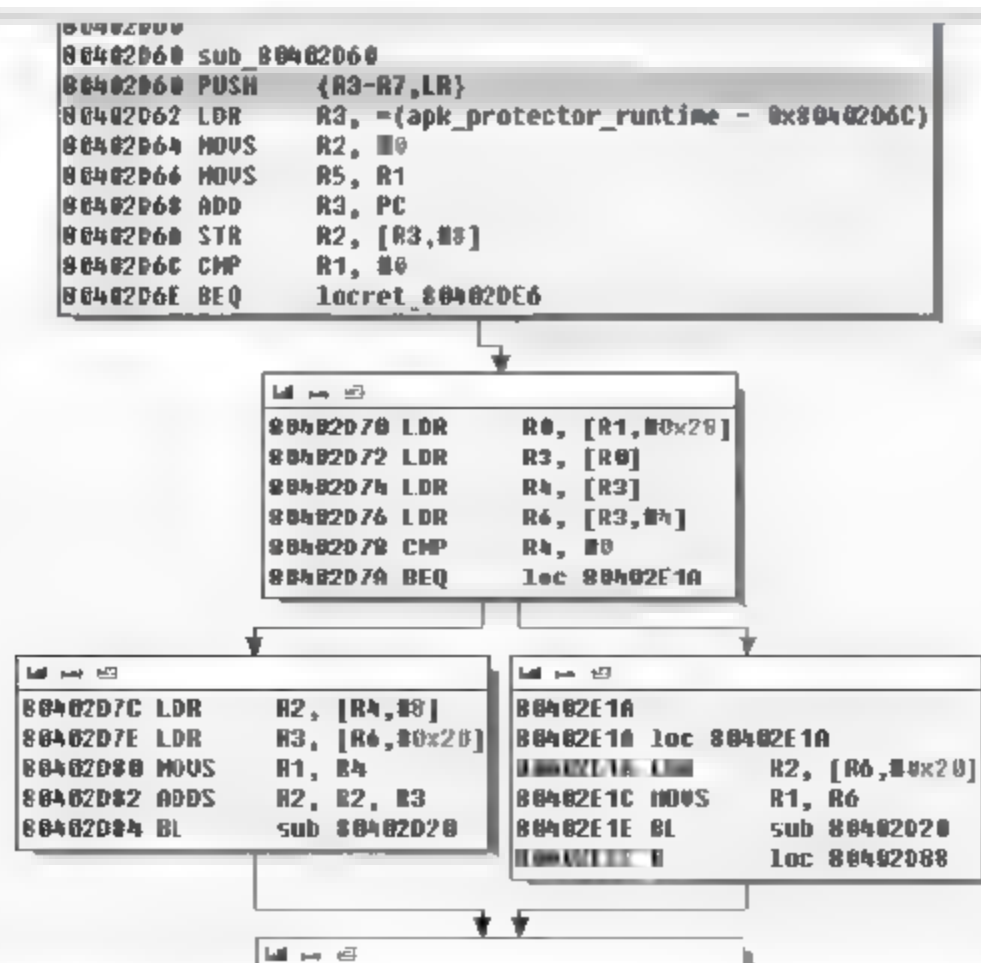 80402D60
80402D60 sub_80402D60
80402D60 PUSH {R3-R7,LR}
80402D62 LDR R3, =(apk_protector_runtime - 0x80402D6C)
80402D64 MOVS R2, #0
80402D66 MOVS R5, R1
80402D68 ADD R3, PC
80402D6A STR R2, [R3,#8]
80402D6C CMP R1, #0
80402D6E BEQ locret_80402DE6
80402D70 LDR R0, [R1,#0x20]
80402D72 LDR R3, [R0]
80402D74 LDR R4, [R3]
80402D76 LDR R6, [R3,#4]
80402D78 CMP R4, #0
80402D7A BEQ loc_80402E1A
80402D7C LDR R2, [R4,#8]
80402D7E LDR R3, [R6,#0x20]
80402D80 MOVS R1, R4
80402D82 ADDS R2, R2, R3
80402D84 BL sub_80402D20
80402E1A
80402E1A loc_80402E1A
R2, [R6,#0x20]
80402E1C MOVS R1, R6
80402E1E BL sub_80402D20
loc_80402D88